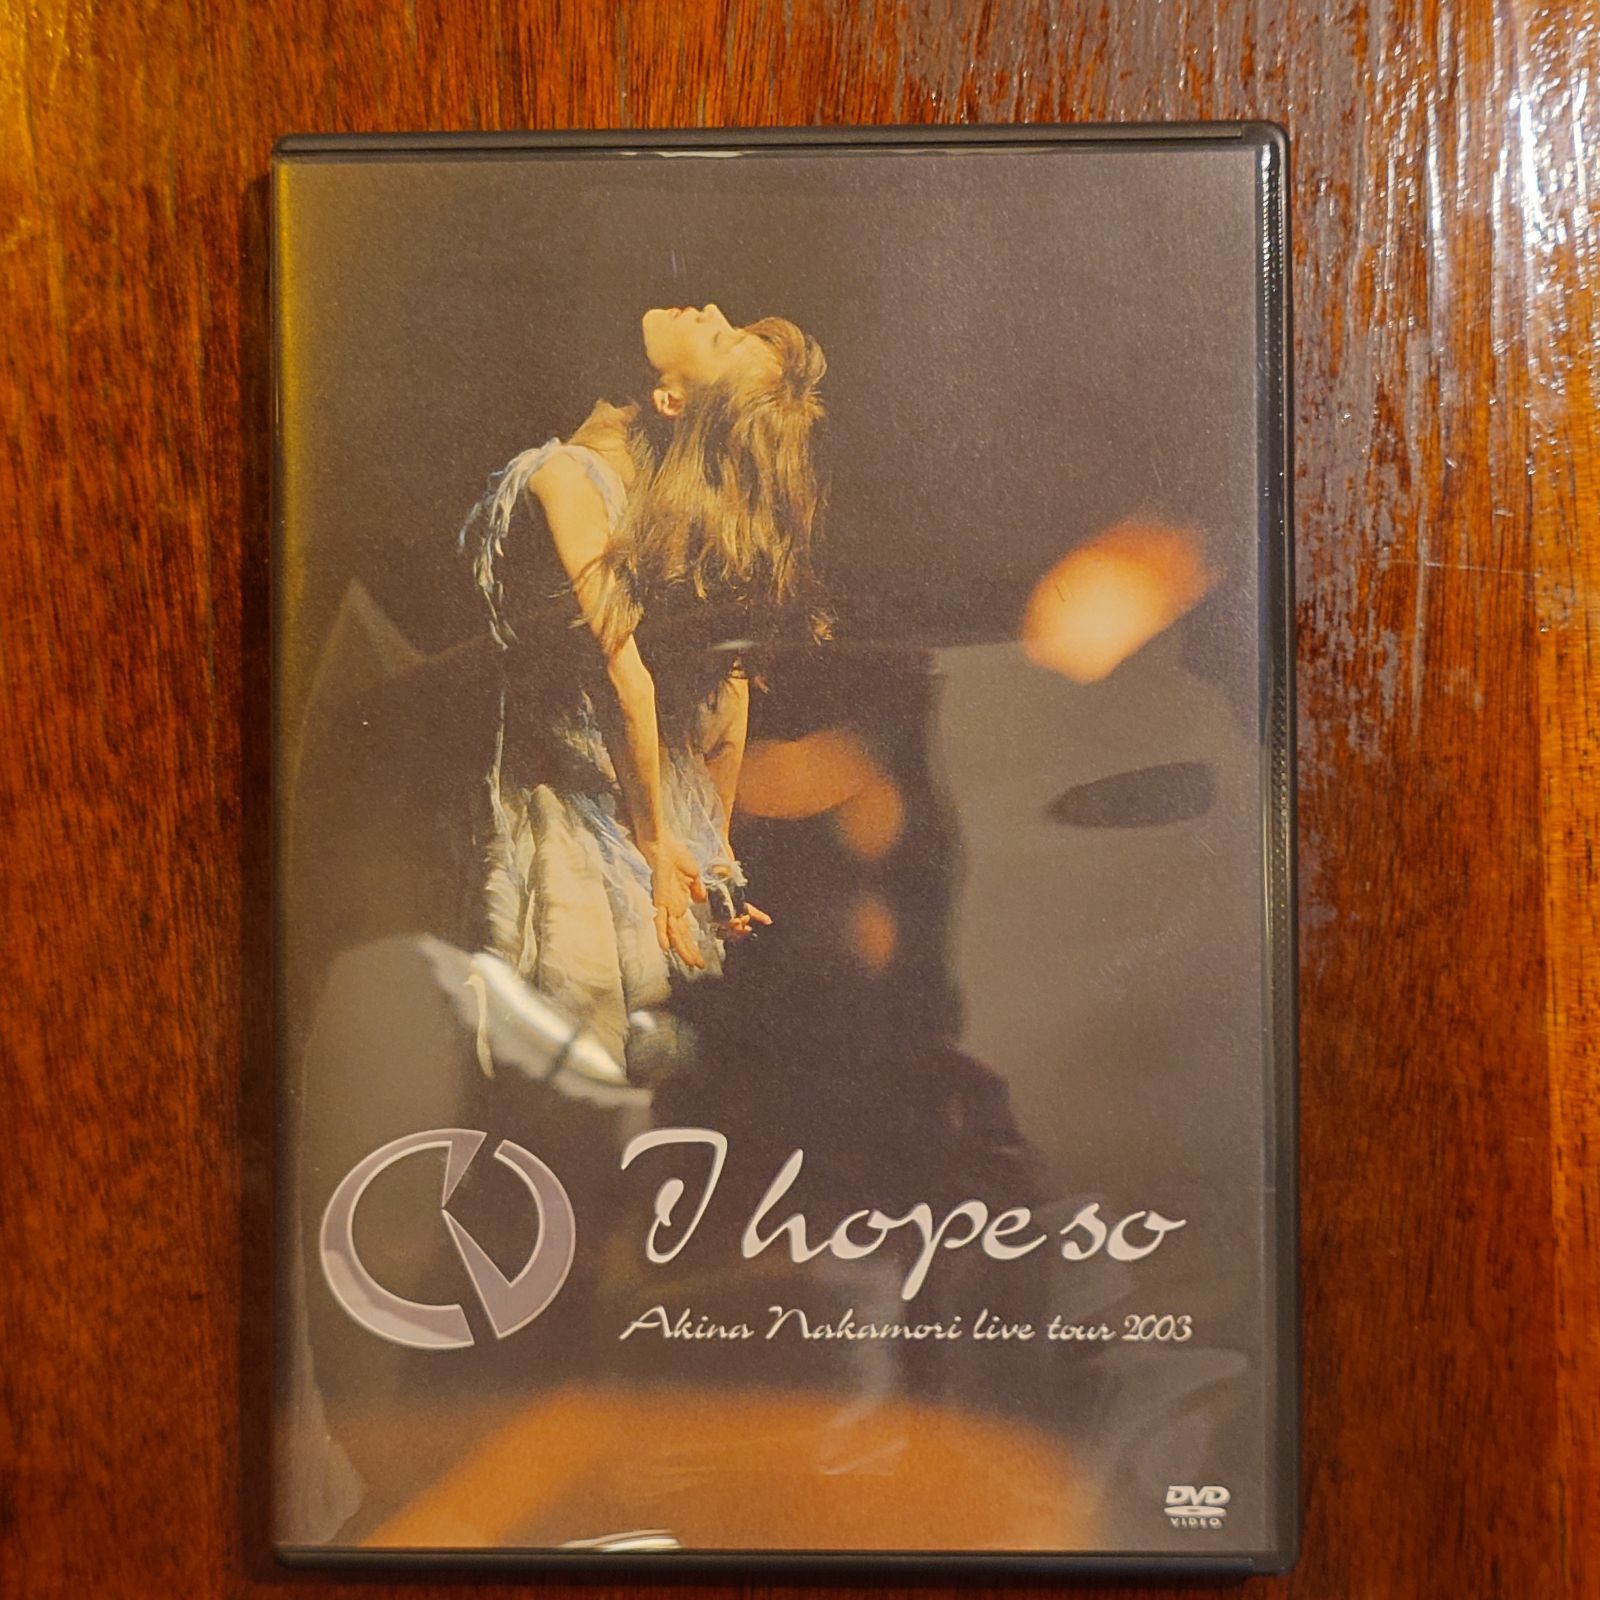 I hope so
Akina Nakamori live tour 2003
DVD
VIDEO